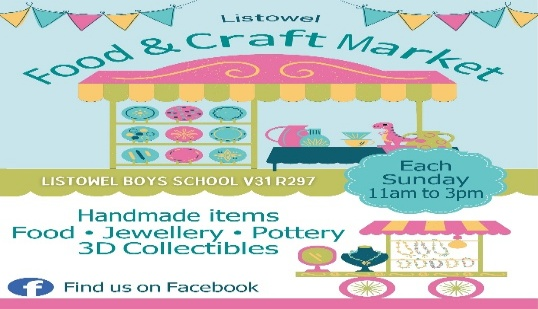 Listowel
Food & Craft Market
LISTOWEL BOYS SCHOOL V31 R297
Each
Sunday
11am to 3pm
Handmade items
Food • Jewellery • Pottery
3D Collectibles
f Find us on Facebook